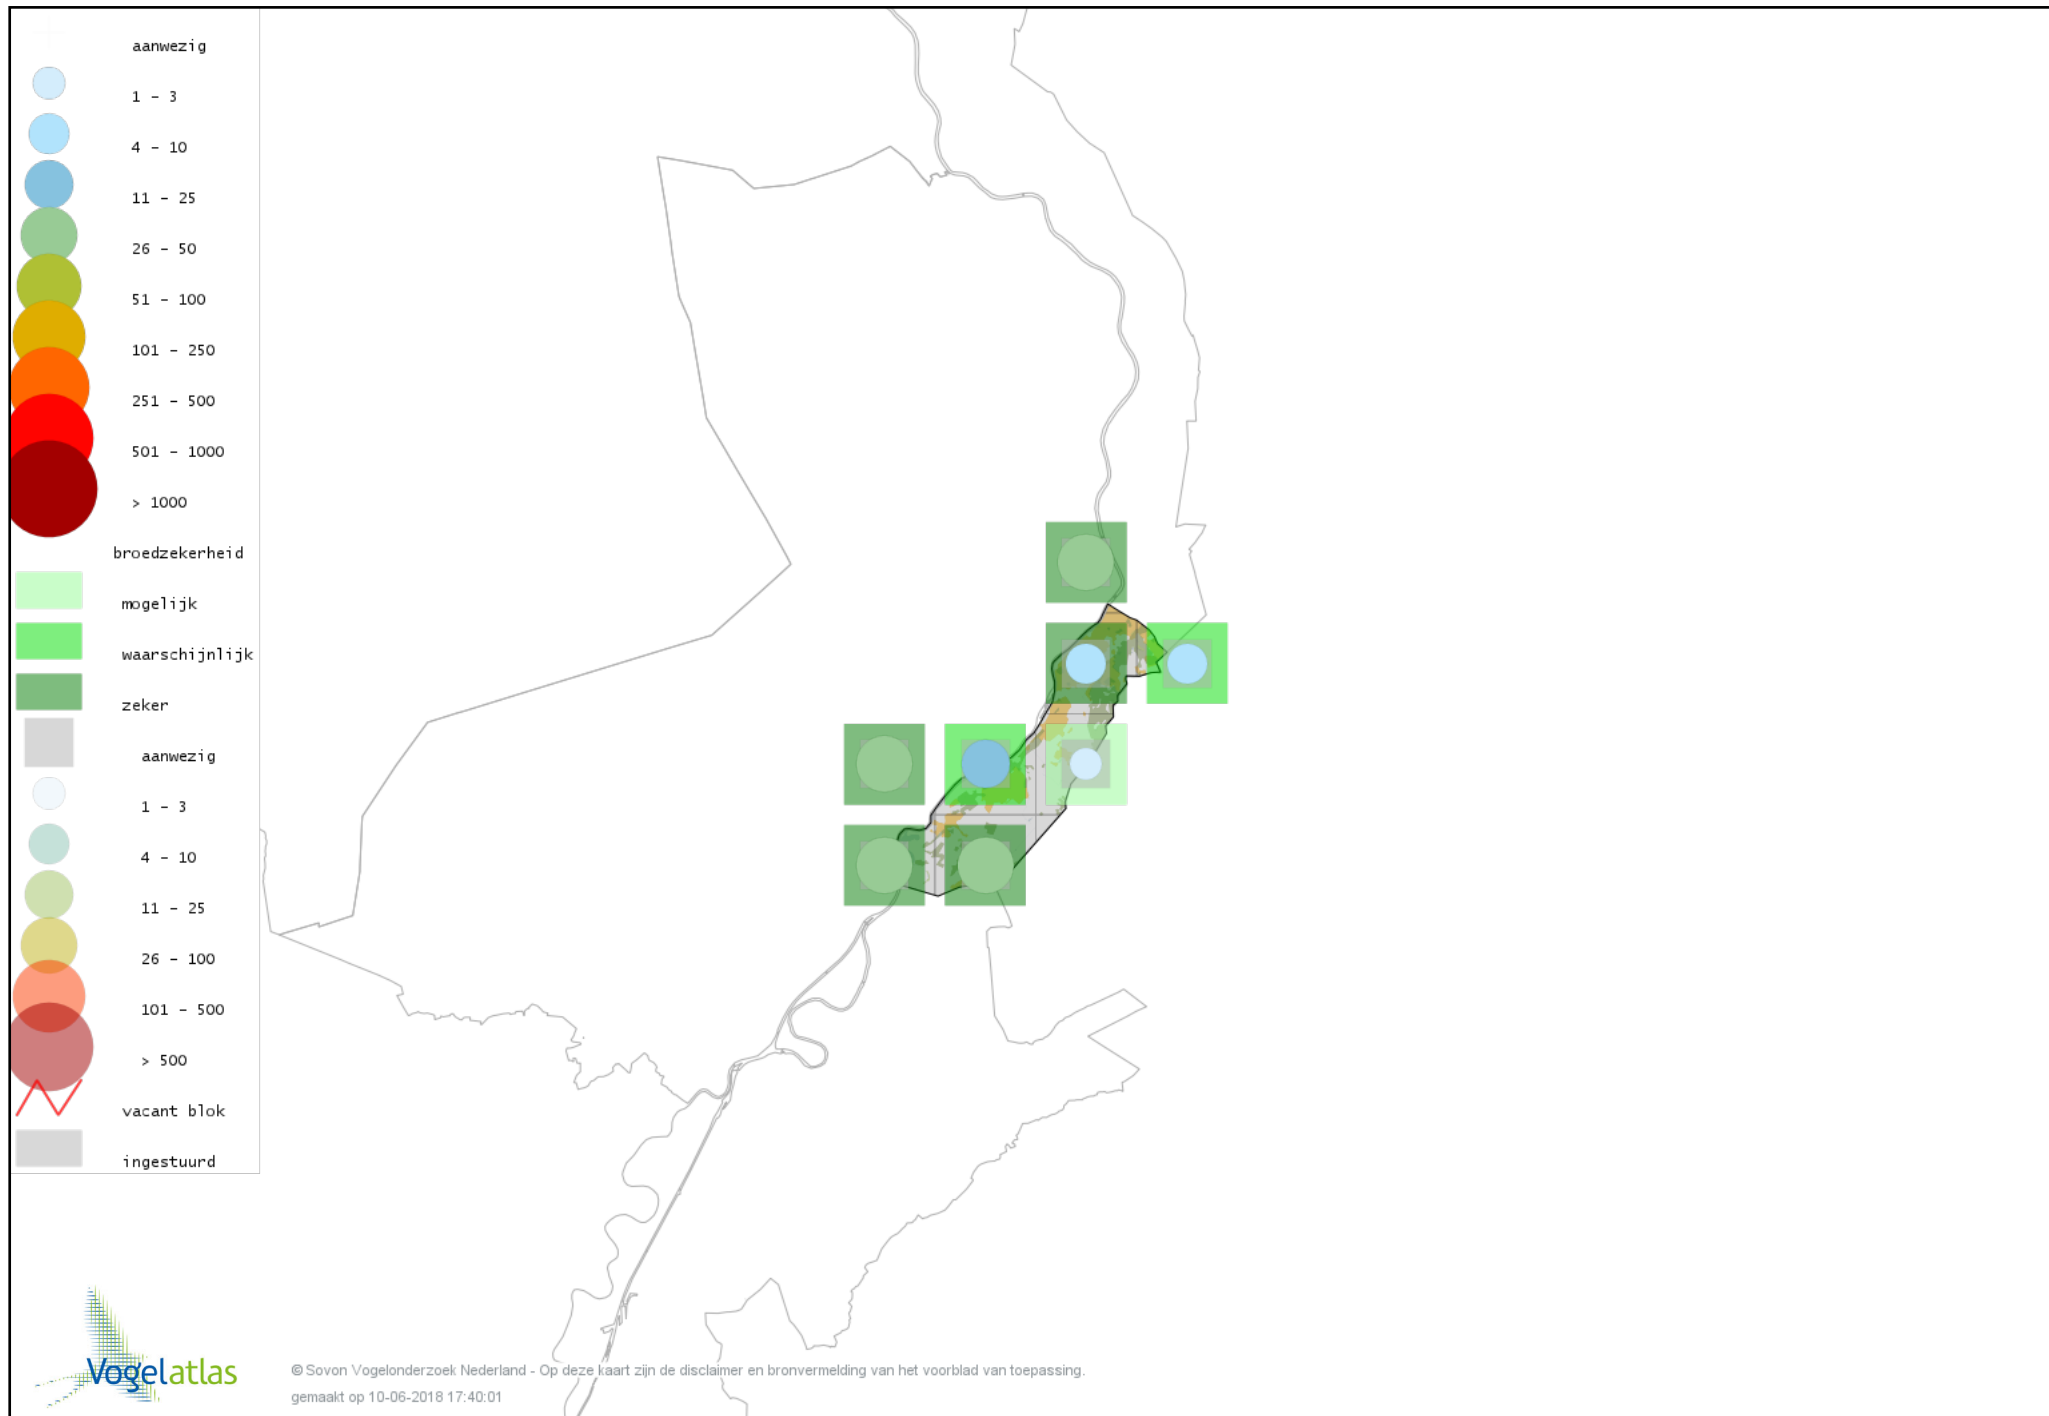 aanwezig
1 - 3
4 - 10
11 - 25
26 - 50
51 - 100
101 - 250
251 - 500
501 - 1000
> 1000
broedzekerheid
mogelijk
waarschijnlijk
zeker
aanwezig
1 - 3
4 - 10
11 - 25
26 - 100
101 - 500
> 500
vacant blok
ingestuurd
Vogelatlas
© Sovon Vogelonderzoek Nederland - Op deze kaart zijn de disclaimer en bronvermelding van het voorblad van toepassing.
gemaakt op 10-06-2018 17:40:01